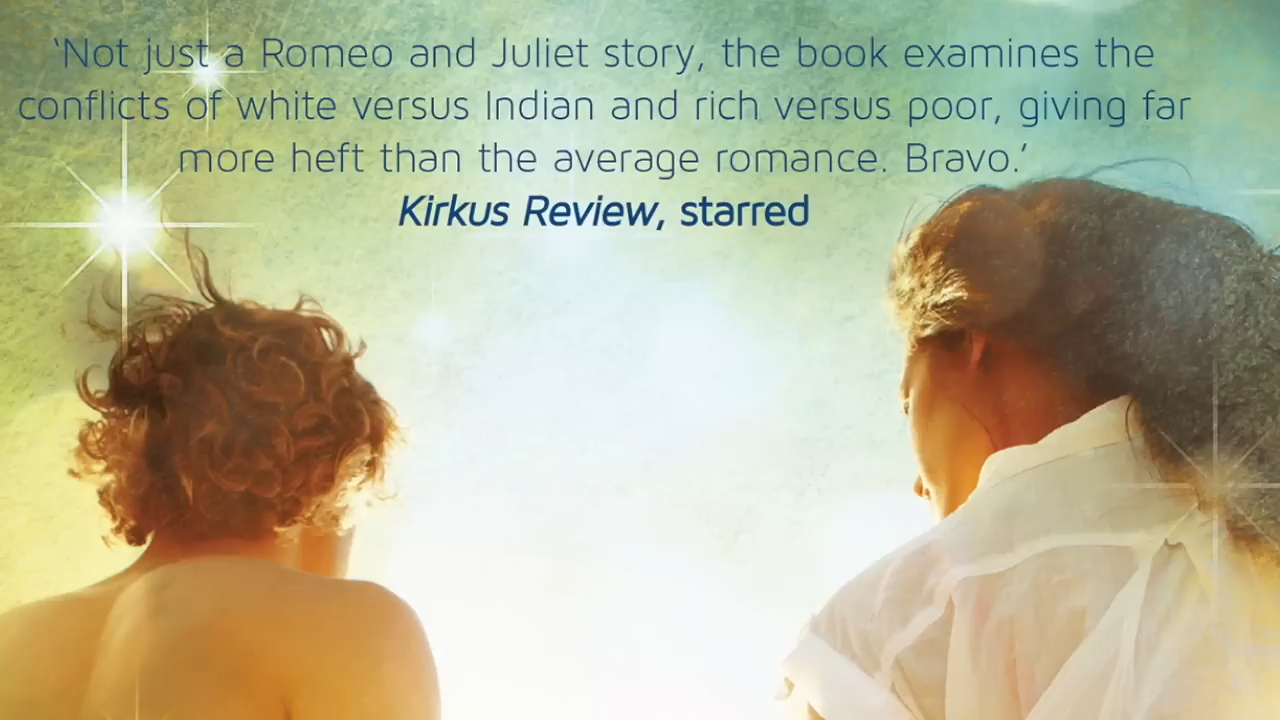 ‘Not just a Romeo and Juliet story, the book examines the
conflicts of white versus Indian and rich versus poor, giving far
more heft than the average romance. Bravo.’
Kirkus Review, starred